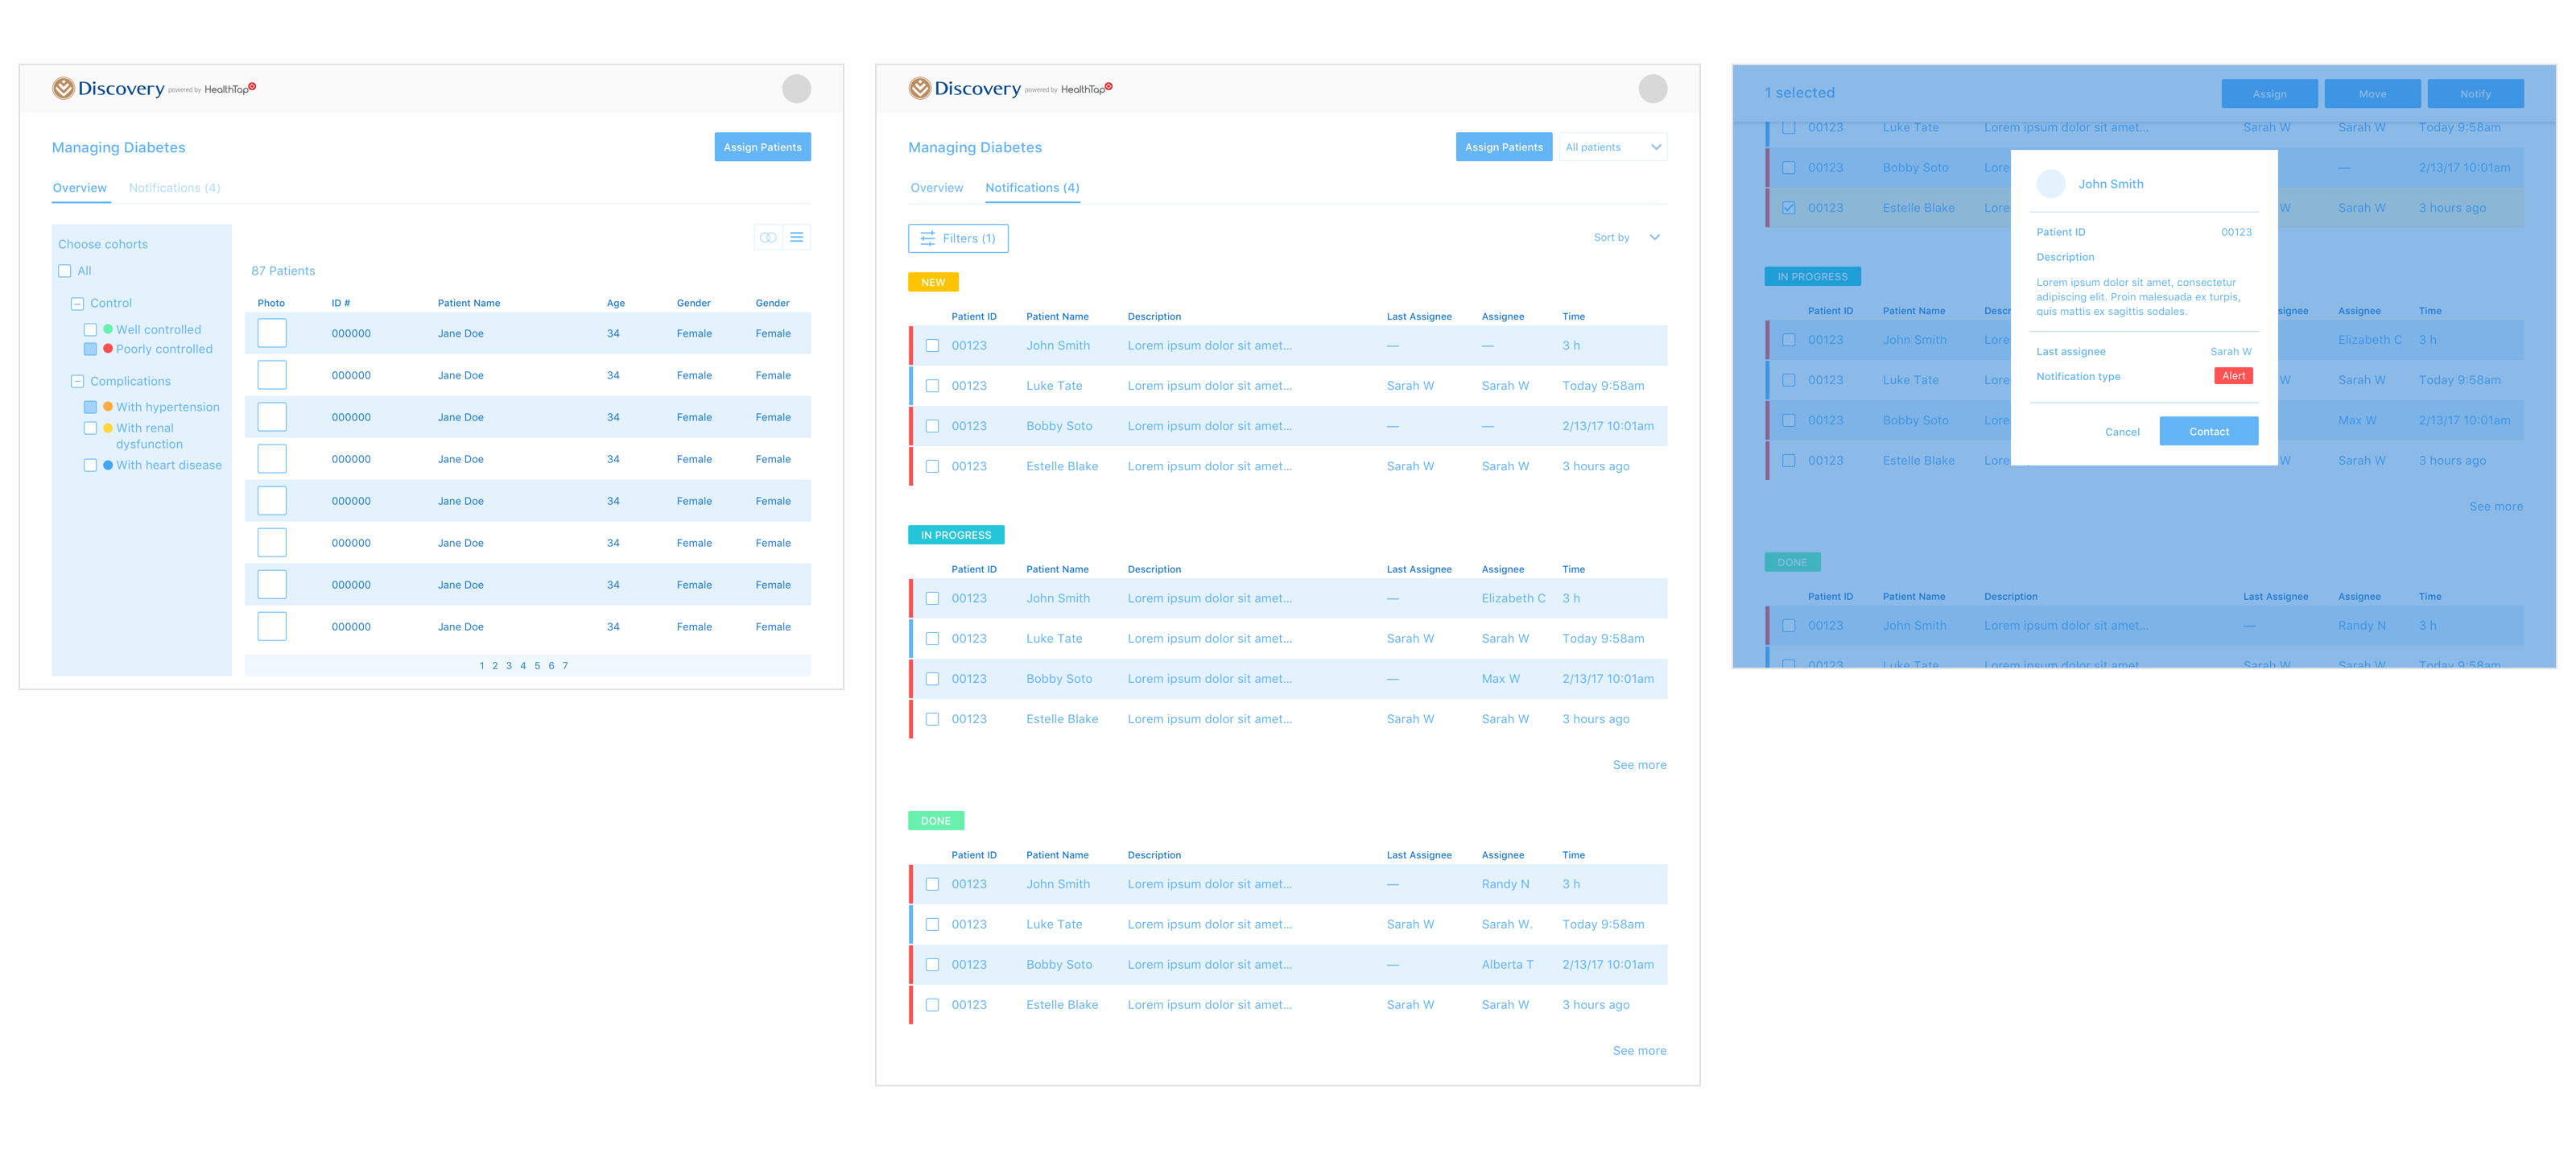 Discovery powered by HealthTap
Managing Diabetes
Assign Patients
Overview Notifications (4)
Choose cohorts
All
Control
Well controlled
Poorly controlled
Complications
With hypertension
With renal
dysfunction
With heart disease
87 Patients
Photo ID # Patient Name Age Gender Gender
000000 Jane Doe 34 Female Female
000000 Jane Doe 34 Female Female
000000 Jane Doe 34 Female Female
000000 Jane Doe 34 Female Female
000000 Jane Doe 34 Female Female
000000 Jane Doe 34 Female Female
000000 Jane Doe 34 Female Female
000000 Jane Doe 34 Female Female
1 2 3 4 5 6 7
Discovery powered by HealthTap
Managing Diabetes
Assign Patients All patients
Overview Notifications (4)
Filters (1) Sort by
NEW
Patient ID Patient Name Description Last Assignee Assignee Time
00123 John Smith Lorem ipsum dolor sit amet... — — 3 h
00123 Luke Tate Lorem ipsum dolor sit amet... Sarah W Sarah W Today 9:58am
00123 Bobby Soto Lorem ipsum dolor sit amet... — — 2/13/17 10:01am
00123 Estelle Blake Lorem ipsum dolor sit amet... Sarah W Sarah W 3 hours ago
IN PROGRESS
Patient ID Patient Name Description Last Assignee Assignee Time
00123 John Smith Lorem ipsum dolor sit amet... — Elizabeth C 3 h
00123 Luke Tate Lorem ipsum dolor sit amet... Sarah W Sarah W Today 9:58am
00123 Bobby Soto Lorem ipsum dolor sit amet... — Max W 2/13/17 10:01am
00123 Estelle Blake Lorem ipsum dolor sit amet... Sarah W Sarah W 3 hours ago
See more
DONE
Patient ID Patient Name Description Last Assignee Assignee Time
00123 John Smith Lorem ipsum dolor sit amet... — Randy N 3 h
00123 Luke Tate Lorem ipsum dolor sit amet... Sarah W Sarah W. Today 9:58am
00123 Bobby Soto Lorem ipsum dolor sit amet... — Alberta T 2/13/17 10:01am
00123 Estelle Blake Lorem ipsum dolor sit amet... Sarah W Sarah W 3 hours ago
See more
1 selected Assign Move Notify
00123 Luke Tate Lorem ipsum dolor sit amet... Sarah W Sarah W Today 9:58am
00123 Bobby Soto Lore — 2/13/17 10:01am
00123 Estelle Blake Lore W Sarah W 3 hours ago
IN PROGRESS
Patient ID Patient Name Descr signee Assignee Time
00123 John Smith Lore Elizabeth C 3 h
00123 Luke Tate Lore W Sarah W Today 9:58am
00123 Bobby Soto Lore Max W 2/13/17 10:01am
00123 Estelle Blake Lore W Sarah W 3 hours ago
See more
John Smith
Patient ID 00123
Description
Lorem ipsum dolor sit amet, consectetur
adipiscing elit. Proin malesuada ex turpis,
quis mattis ex sagittis sodales.
Last assignee Sarah W
Notification type Alert
Cancel Contact
DONE
Patient ID Patient Name Description Last Assignee Assignee Time
00123 John Smith Lorem ipsum dolor sit amet... — Randy N 3 h
00123 Luke Tate Lorem ipsum dolor sit amet Sarah W Sarah W Today 9:58am